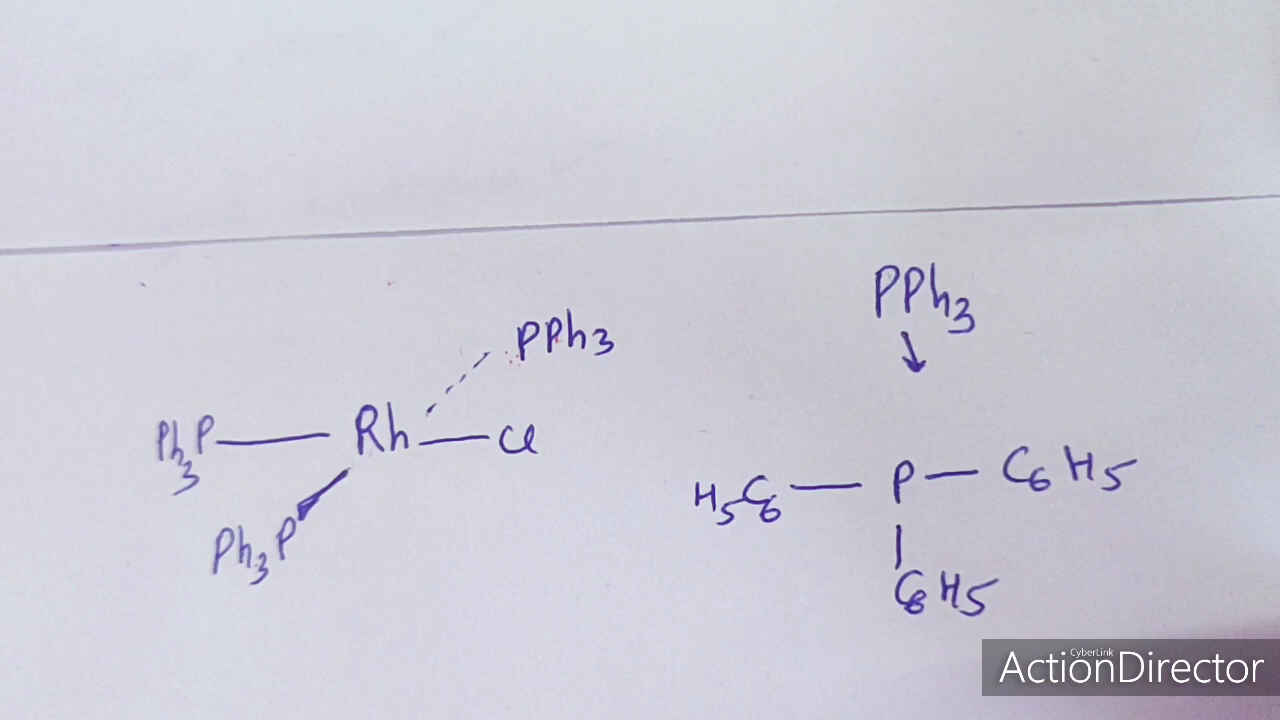 PPh3
PPh3
Ph3P Rh Cl
Ph3P
H5C6 P C6H5
C6H5
CyberLink
ActionDirector